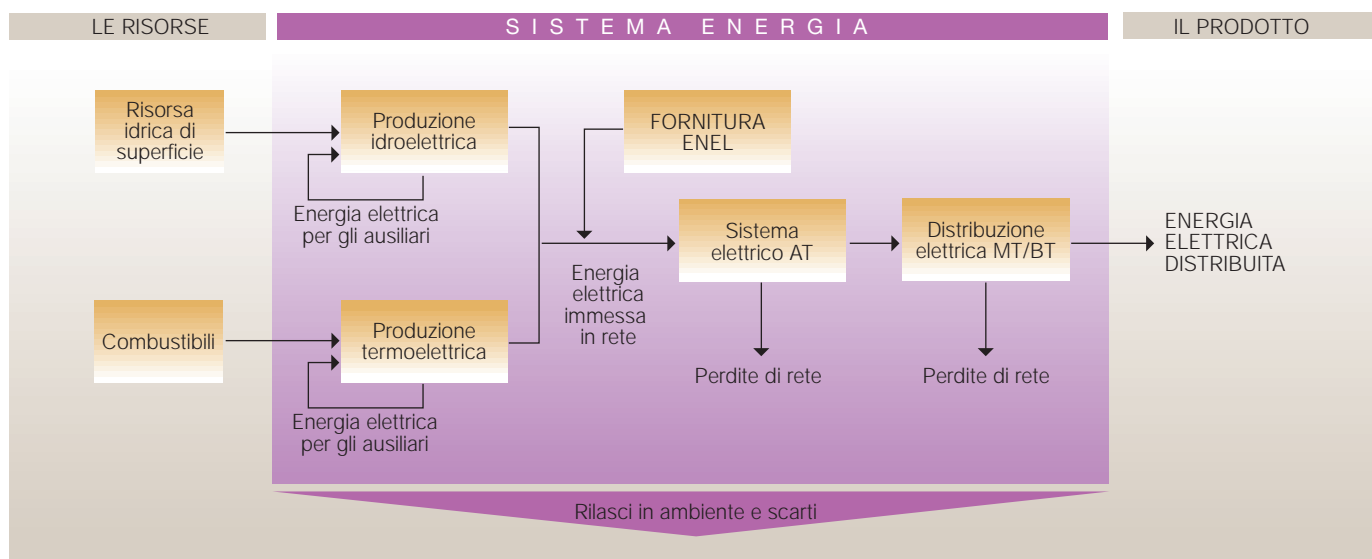 LE RISORSE
SISTEMA ENERGIA
IL PRODOTTO
Risorsa
idrica di
superficie
Produzione
idroelettrica
FORNITURA
ENEL
Energia elettrica
per gli ausiliari
Sistema
elettrico AT
Distribuzione
elettrica MT/BT
ENERGIA
ELETTRICA
DISTRIBUITA
Energia
elettrica
immessa
in rete
Combustibili
Produzione
termoelettrica
Perdite di rete
Perdite di rete
Energia elettrica
per gli ausiliari
Rilasci in ambiente e scarti